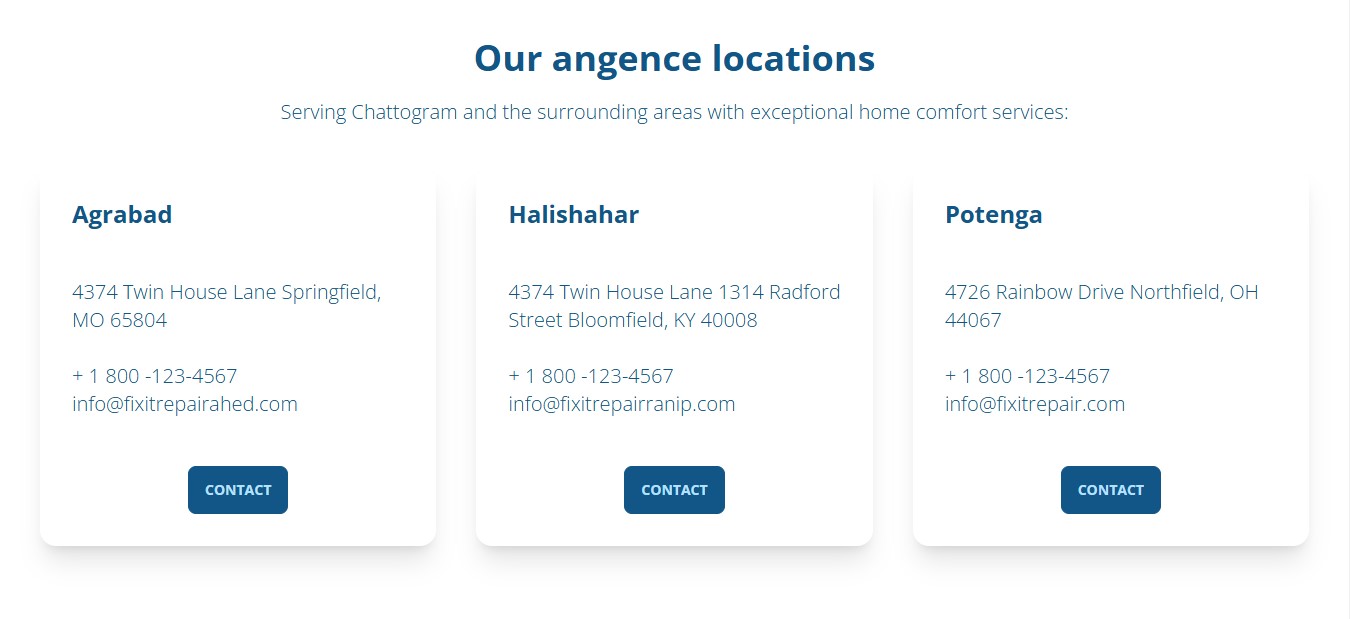 Our angence locations
Serving Chattogram and the surrounding areas with exceptional home comfort services:
Agrabad
4374 Twin House Lane Springfield,
MO 65804
+ 1 800 -123-4567
info@fixitrepairahed.com
CONTACT
Halishahar
4374 Twin House Lane 1314 Radford
Street Bloomfield, KY 40008
+ 1 800 -123-4567
info@fixitrepairranip.com
CONTACT
Potenga
4726 Rainbow Drive Northfield, OH
44067
+ 1 800 -123-4567
info@fixitrepair.com
CONTACT